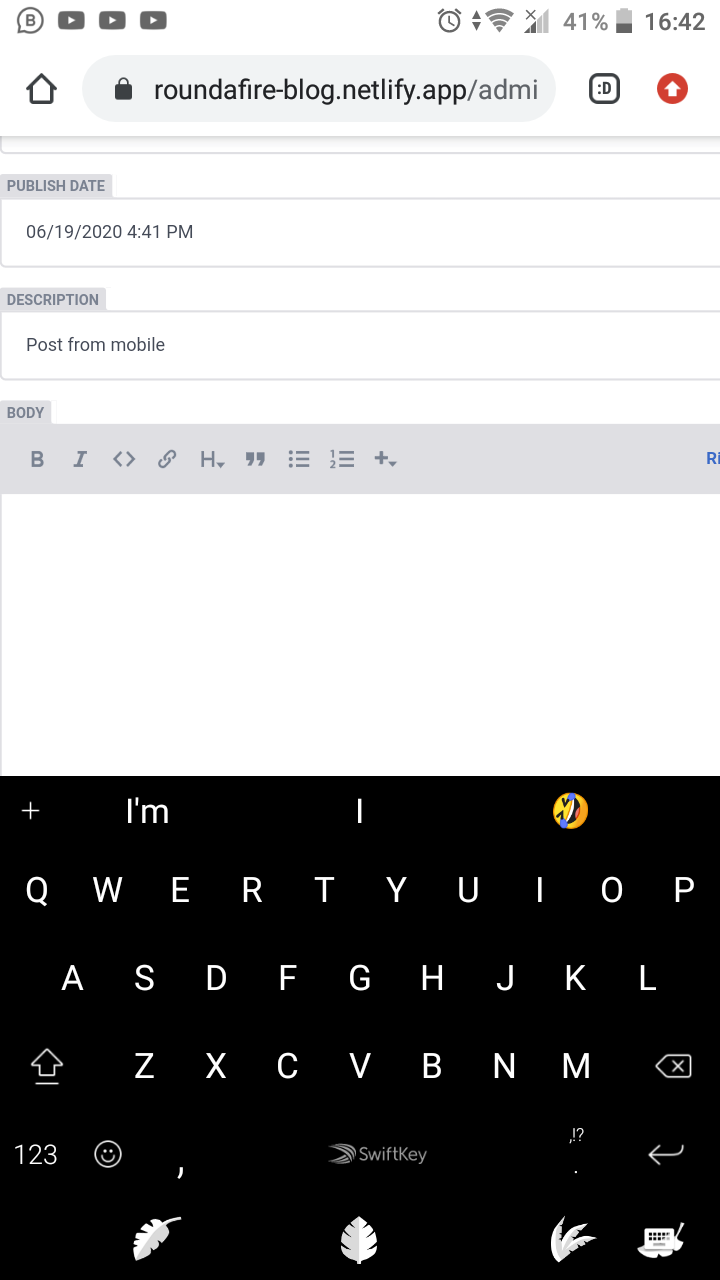 41% 16:42
roundafire-blog.netlify.app/admi :D
PUBLISH DATE
06/19/2020 4:41 PM
DESCRIPTION
Post from mobile
BODY
B I <> H Ri
+ I'm I
Q W E R T Y U I O P
A S D F G H J K L
Z X C V B N M
,!?
123 , SwiftKey .